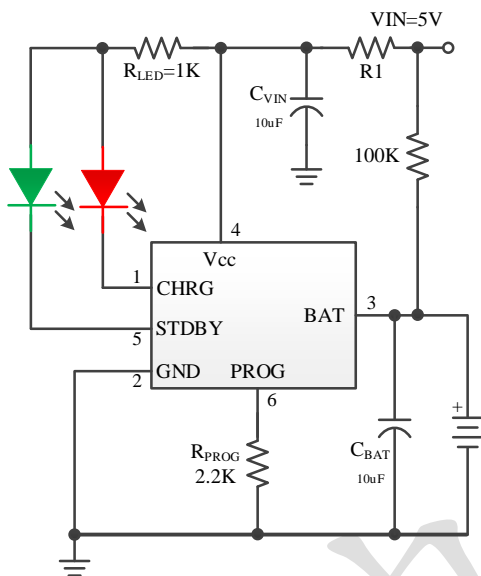 VIN=5V
RLED=1K
R1
CVIN
10uF
100K
4
Vcc
1
CHRG
3
BAT
5
STDBY
2
GND
PROG
6
RPROG
2.2K
CBAT
10uF
+